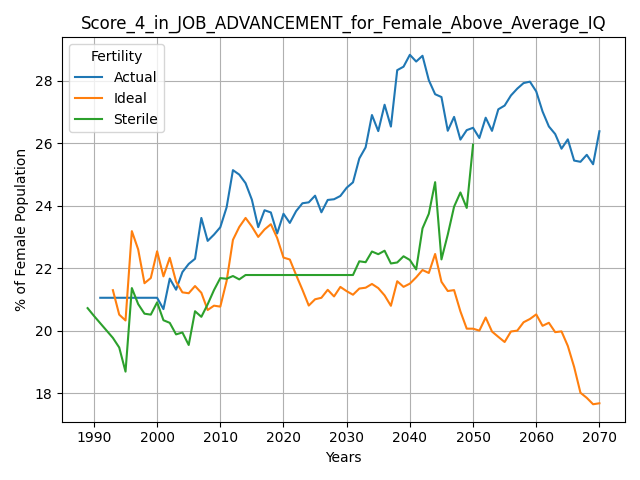 Score_4_in_JOB_ADVANCEMENT_for_Female_Above_Average_IQ
Fertility
Actual
Ideal
Sterile
% of Female Population
28
26
24
22
20
18
1990 2000 2010 2020 2030 2040 2050 2060 2070
Years